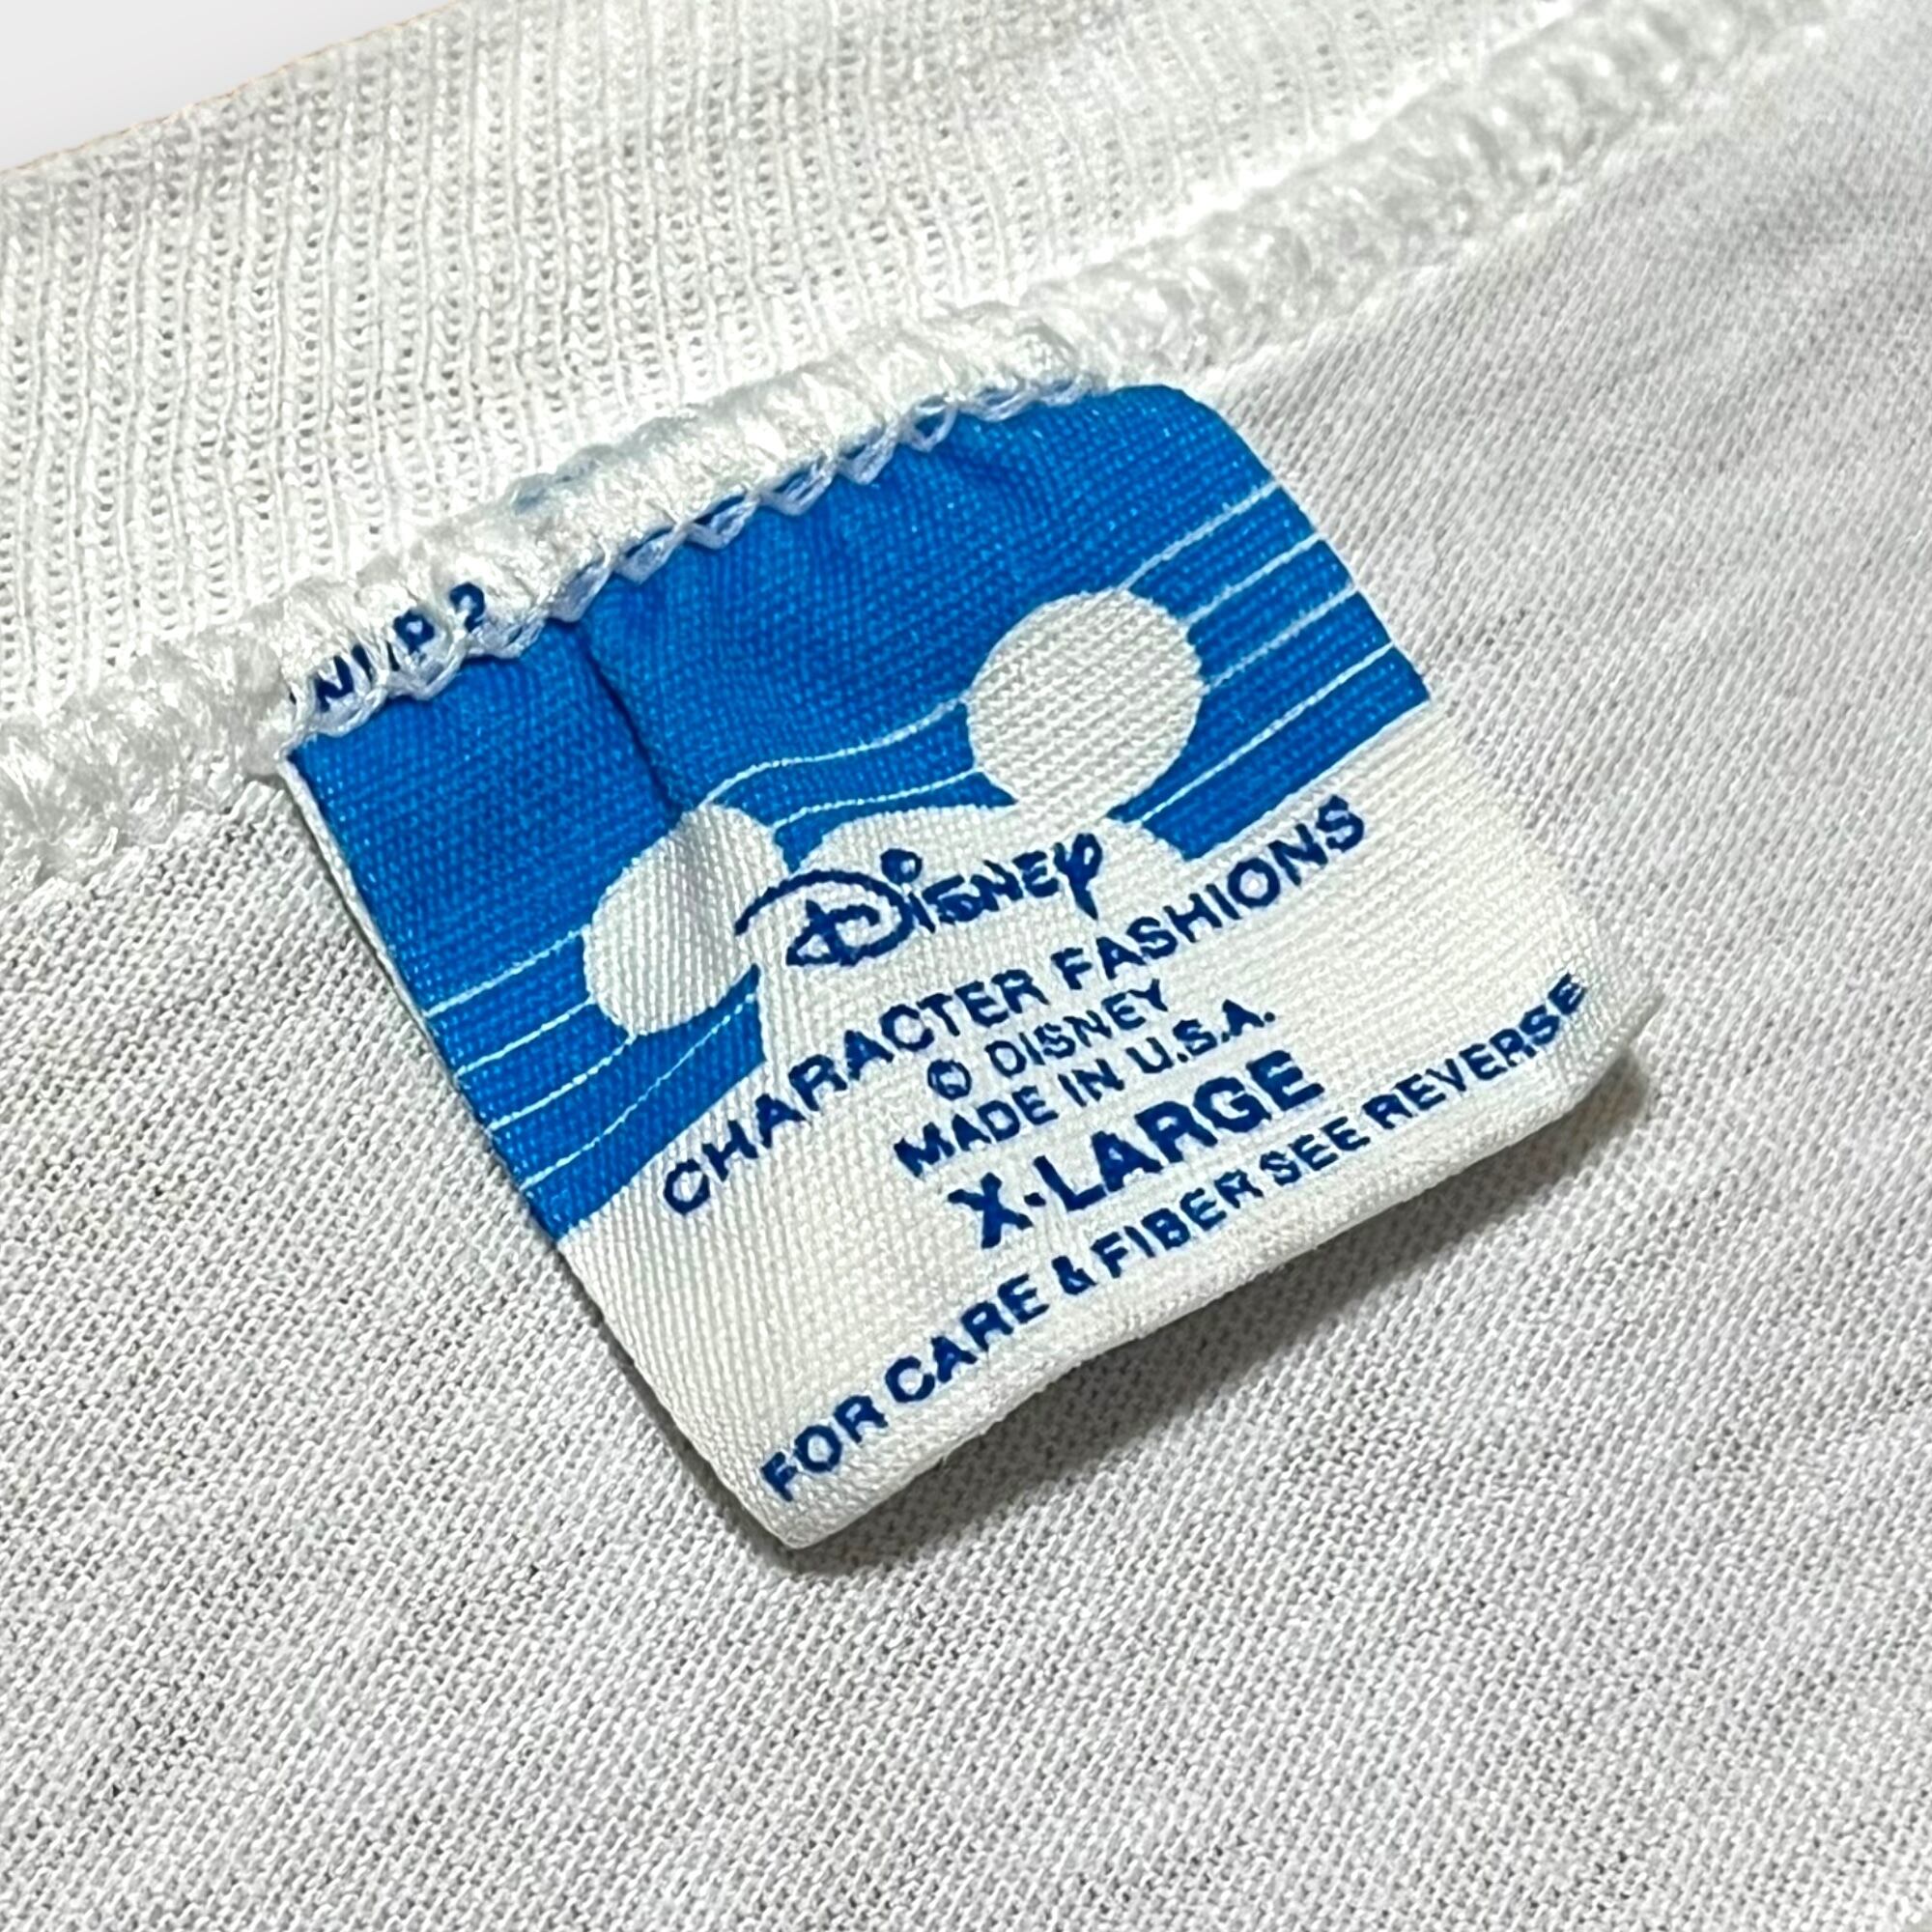 Disney
CHARACTER FASHIONS
© DISNEY
MADE IN U.S.A.
X-LARGE
FOR CARE & FIBER SEE REVERSE